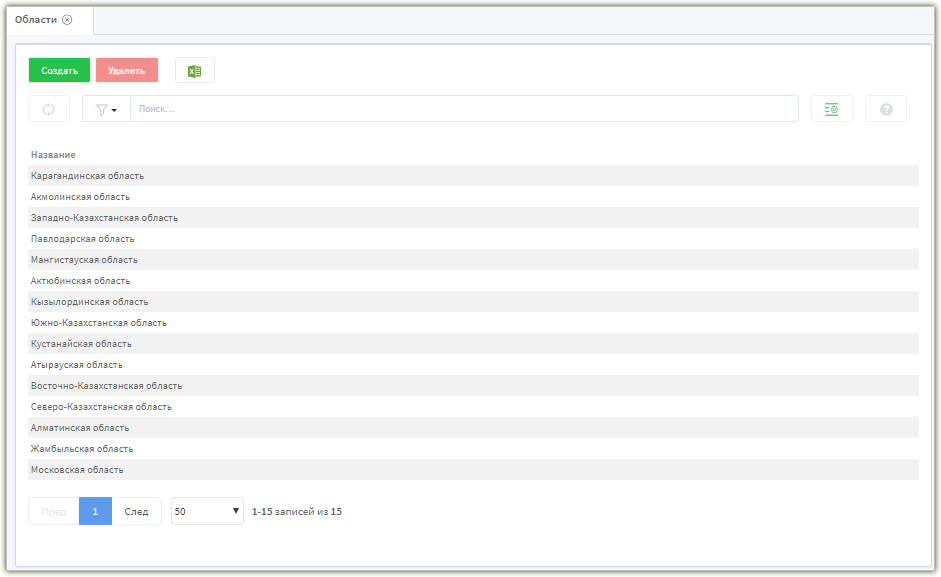 Области
Создать Удалить
Поиск...
Название
Карагандинская область
Акмолинская область
Западно-Казахстанская область
Павлодарская область
Мангистауская область
Актюбинская область
Кызылординская область
Южно-Казахстанская область
Кустанайская область
Атырауская область
Восточно-Казахстанская область
Северо-Казахстанская область
Алматинская область
Жамбыльская область
Московская область
Пред 1 След 50 1-15 записей из 15